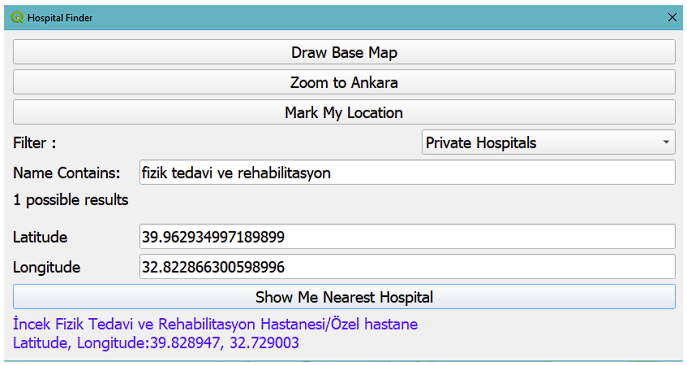 Hospital Finder
Draw Base Map
Zoom to Ankara
Mark My Location
Filter : Private Hospitals
Name Contains: fizik tedavi ve rehabilitasyon
1 possible results
Latitude 39.962934997189899
Longitude 32.822866300598996
Show Me Nearest Hospital
İncek Fizik Tedavi ve Rehabilitasyon Hastanesi/Özel hastane
Latitude, Longitude:39.828947, 32.729003